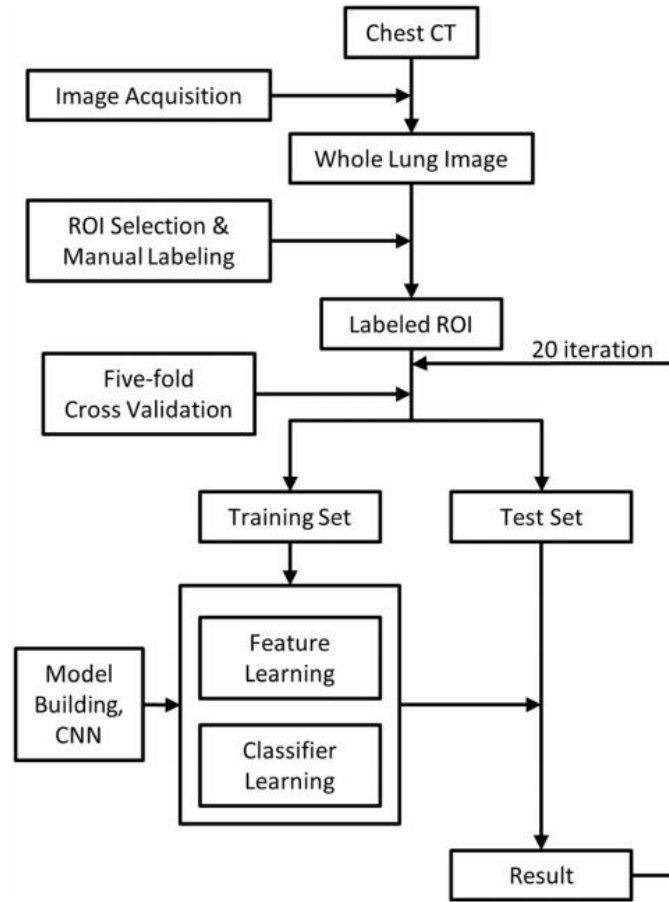 Chest CT
Image Acquisition
Whole Lung Image
ROI Selection &
Manual Labeling
Labeled ROI
20 iteration
Five-fold
Cross Validation
Training Set
Test Set
Feature
Learning
Model
Building,
CNN
Classifier
Learning
Result